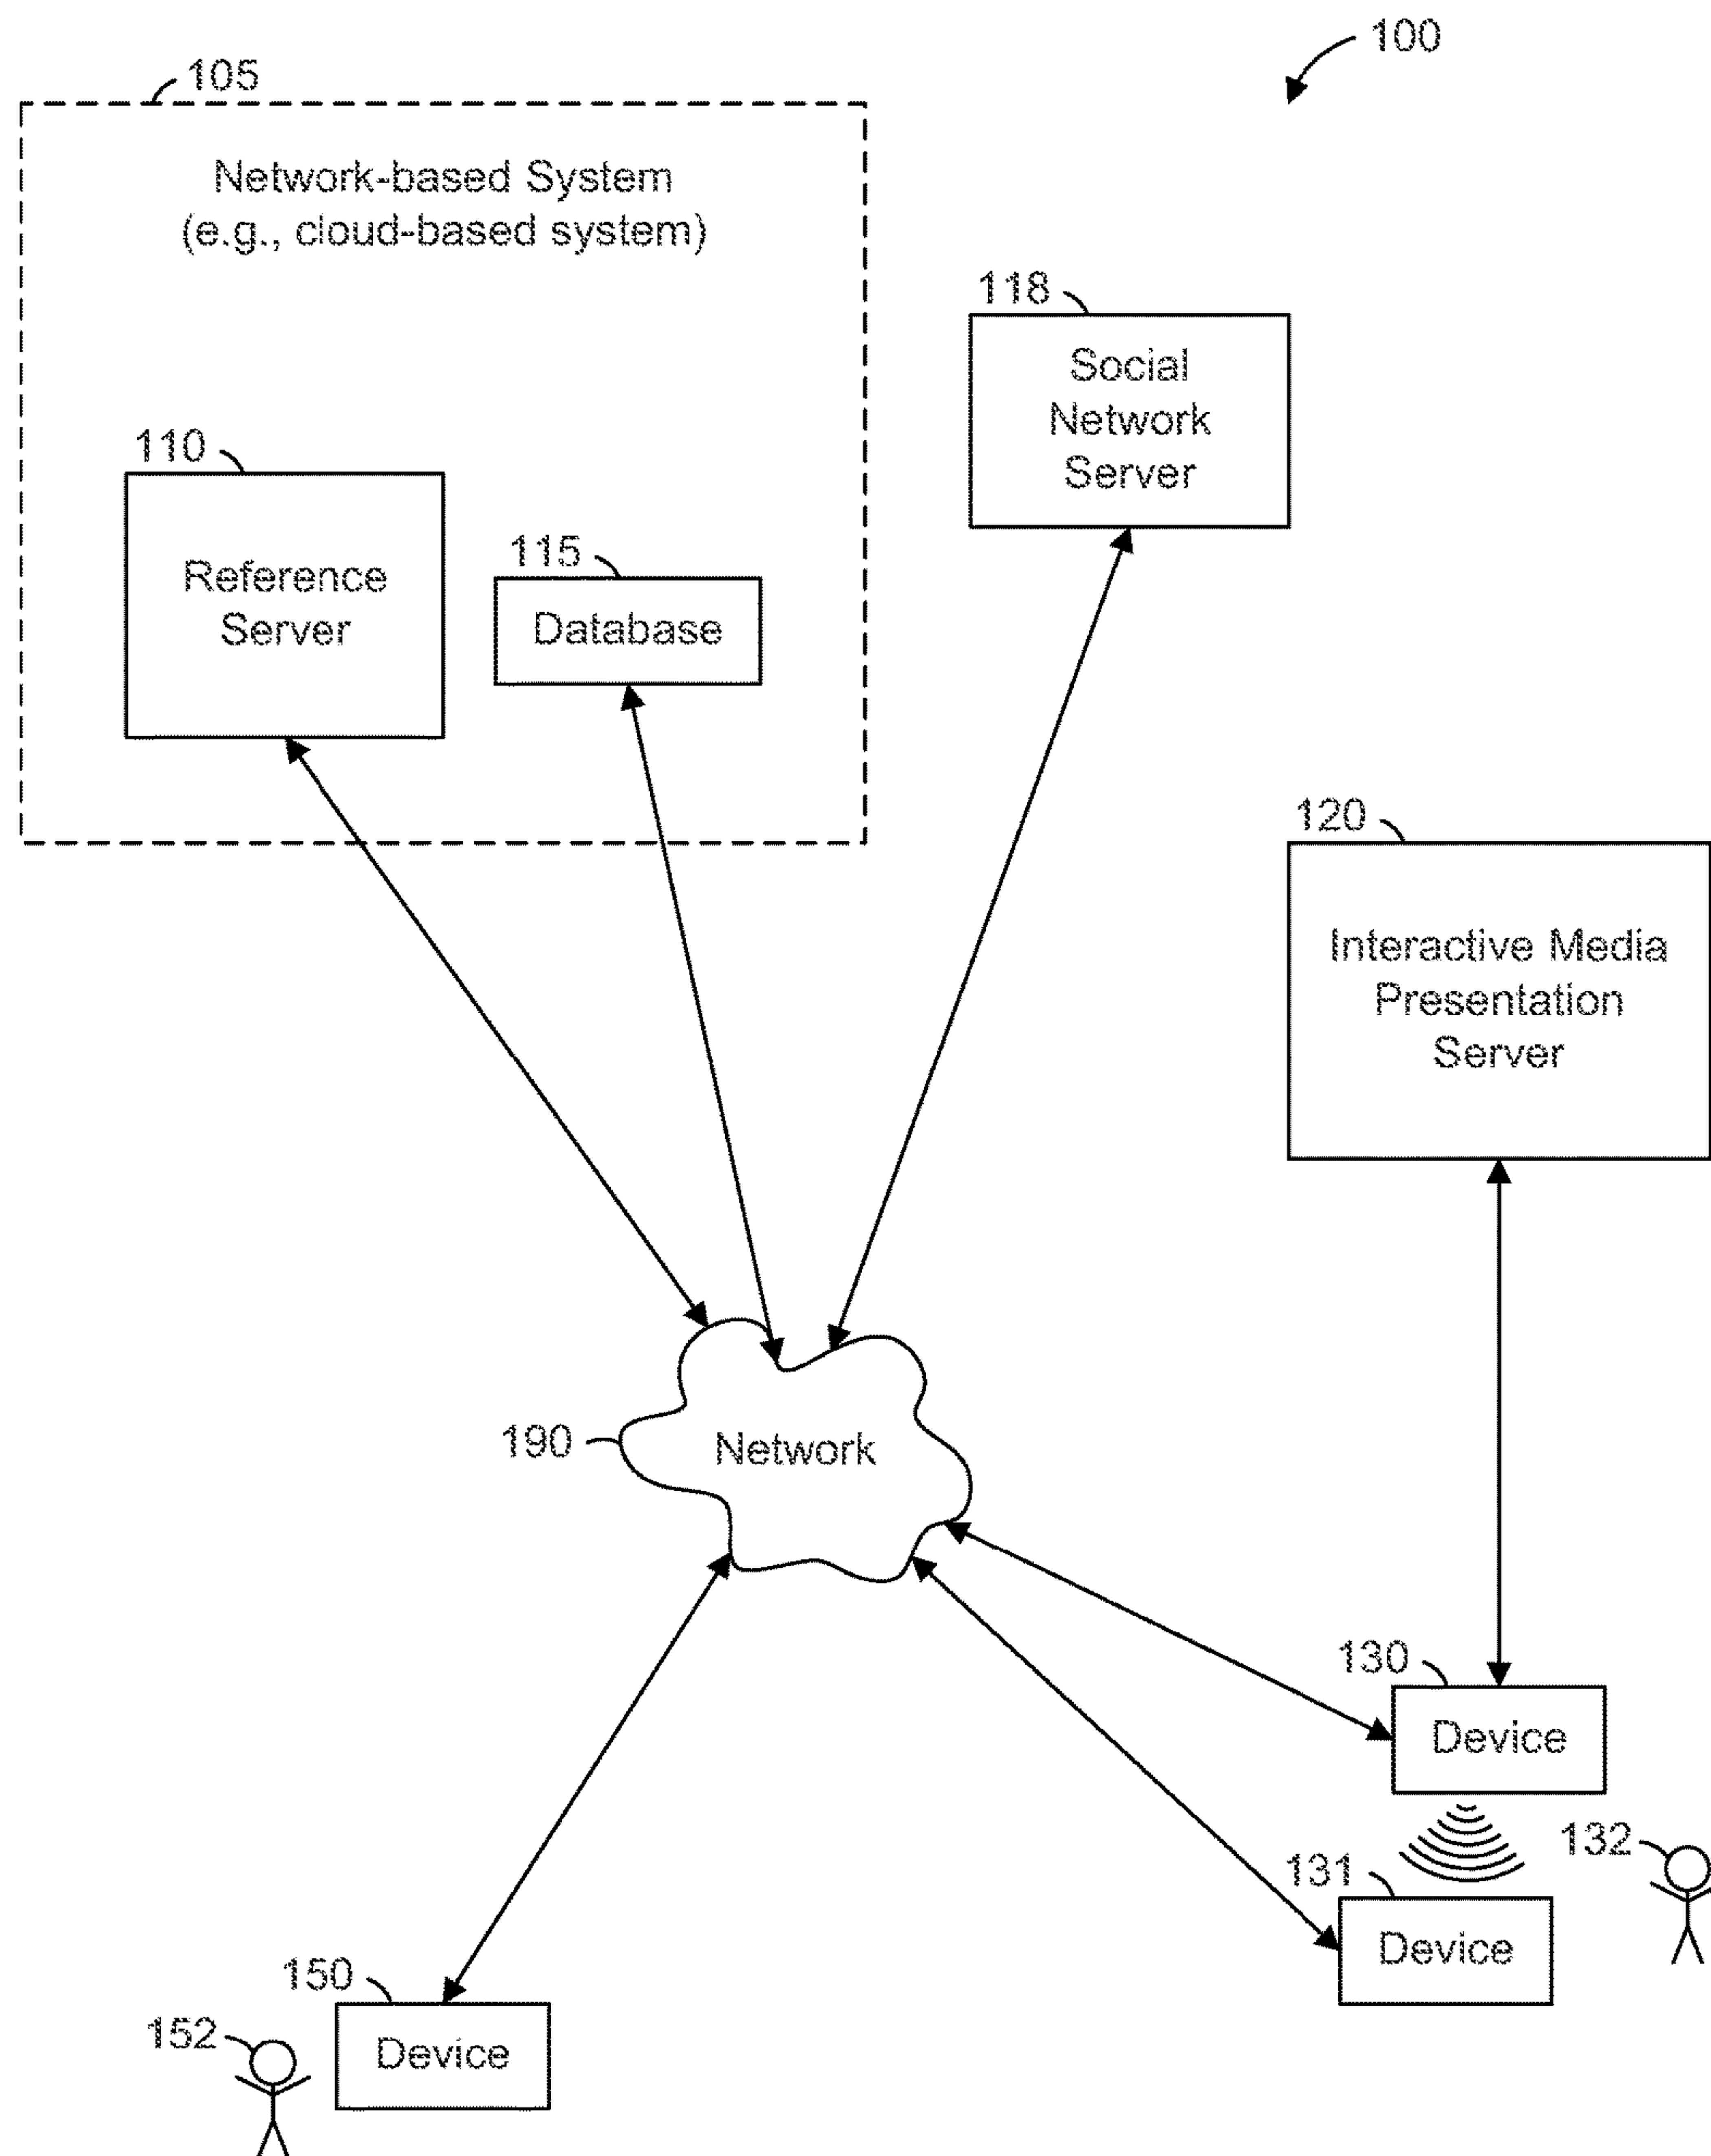 100
105
Network-based System
(e.g., cloud-based system)
118
Social
Network
Server
110
Reference
Server
115
Database
120
Interactive Media
Presentation
Server
190
Network
130
Device
132
131
Device
150
Device
152